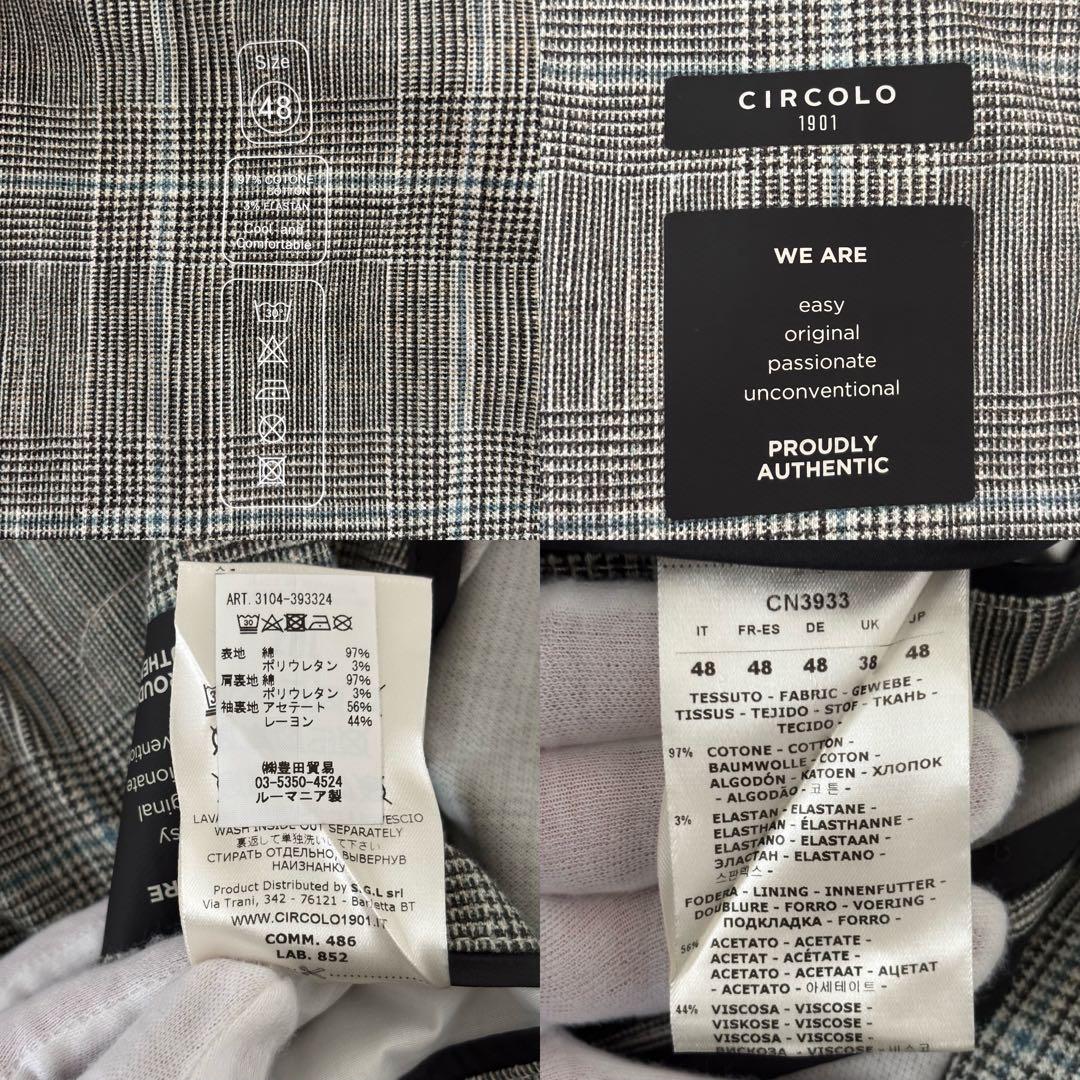 Size
48
97% COTONE
COTTON
3% ELASTAN
Cool and
Comfortable
30
CIRCOLO
1901
WE ARE
easy
original
passionate
unconventional
PROUDLY
AUTHENTIC
ART. 3104-393324
30
表地 綿 97%
ポリウレタン 3%
肩裏地 綿 97%
ポリウレタン 3%
袖裏地 アセテート 56%
レーヨン 44%
㈱豊田貿易
03-5350-4524
ルーマニア製
WASH INSIDE OUT SEPARATELY
裏返して単独洗いして下さい
СТИРАТЬ ОТДЕЛЬНО, ВЫВЕРНУВ
НАИЗНАНКУ
Product Distributed by S.G.L srl
Via Trani, 342 - 76121 - Barletta BT
WWW.CIRCOLO1901.IT
COMM. 486
LAB. 852
CN3933
IT FR-ES DE UK JP
48 48 48 38 48
TESSUTO - FABRIC - GEWEBE -
TISSUS - TEJIDO - STOF - ТКАНЬ -
TECIDO -
97% COTONE - COTTON -
BAUMWOLLE - COTON -
ALGODÓN - KATOEN - ХЛОПОК
- ALGODÃO - 코튼 -
3% ELASTAN - ELASTANE -
ELASTHAN - ÉLASTHANNE -
ELASTANO - ELASTAAN -
ЭЛАСТАН - ELASTANO -
스판덱스 -
FODERA - LINING - INNENFUTTER -
DOUBLURE - FORRO - VOERING -
ПОДКЛАДКА - FORRO -
56% ACETATO - ACETATE -
ACETAT - ACÉTATE -
ACETATO - ACETAAT - АЦЕТАТ
- ACETATO - 아세테이트 -
44% VISCOSA - VISCOSE -
VISKOSE - VISCOSE -
VISCOSA - VISCOSE -
ВИСКОЗА - VISCOSE - 비스코